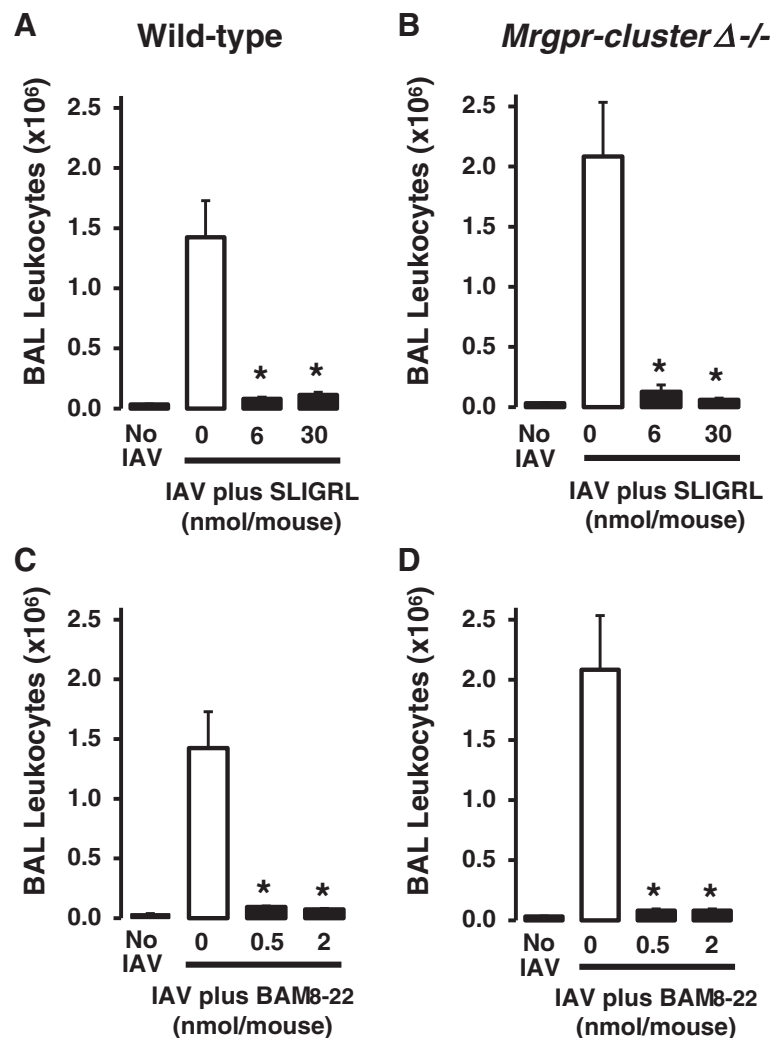 A
Wild-type
BAL Leukocytes (x10⁶)
2.5
2.0
1.5
1.0
0.5
0.0
*
*
No
IAV
0
6
30
IAV plus SLIGRL
(nmol/mouse)
B
Mrgpr-clusterΔ-/-
BAL Leukocytes (x10⁶)
2.5
2.0
1.5
1.0
0.5
0.0
*
*
No
IAV
0
6
30
IAV plus SLIGRL
(nmol/mouse)
C
BAL Leukocytes (x10⁶)
2.5
2.0
1.5
1.0
0.5
0.0
*
*
No
IAV
0
0.5
2
IAV plus BAM8-22
(nmol/mouse)
D
BAL Leukocytes (x10⁶)
2.5
2.0
1.5
1.0
0.5
0.0
*
*
No
IAV
0
0.5
2
IAV plus BAM8-22
(nmol/mouse)